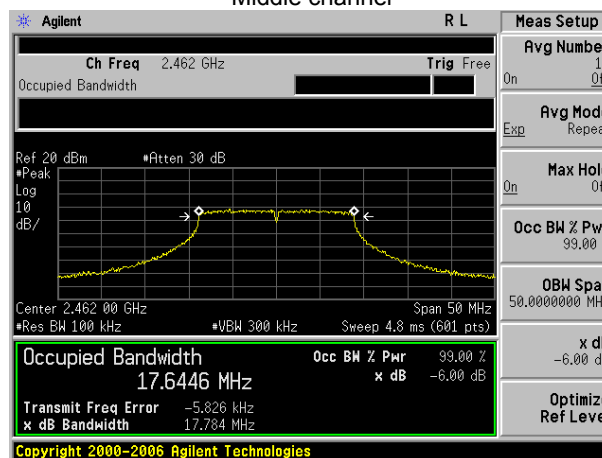 Middle channel
Agilent R L
Ch Freq 2.462 GHz Trig Free
Occupied Bandwidth
Ref 20 dBm #Atten 30 dB
#Peak
Log
10
dB/
Center 2.462 00 GHz Span 50 MHz
#Res BW 100 kHz #VBW 300 kHz Sweep 4.8 ms (601 pts)
Occupied Bandwidth Occ BW % Pwr 99.00 %
17.6446 MHz x dB -6.00 dB
Transmit Freq Error -5.826 kHz
x dB Bandwidth 17.784 MHz
Copyright 2000-2006 Agilent Technologies
Meas Setup
Avg Numbe
1
On O
Avg Mod
Exp Repea
Max Hol
On O
Occ BW % Pw
99.00
OBW Spa
50.0000000 MH
x d
-6.00 d
Optimiz
Ref Leve